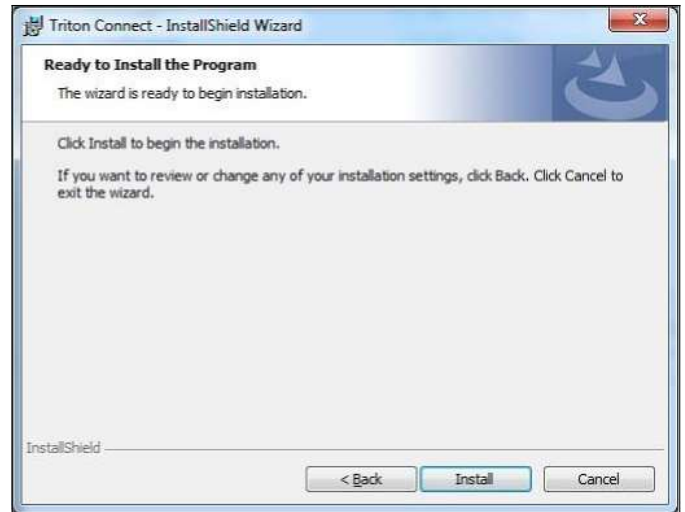 Triton Connect - InstallShield Wizard
Ready to Install the Program
The wizard is ready to begin installation.
Click Install to begin the installation.
If you want to review or change any of your installation settings, click Back. Click Cancel to
exit the wizard.
InstallShield
< Back Install Cancel